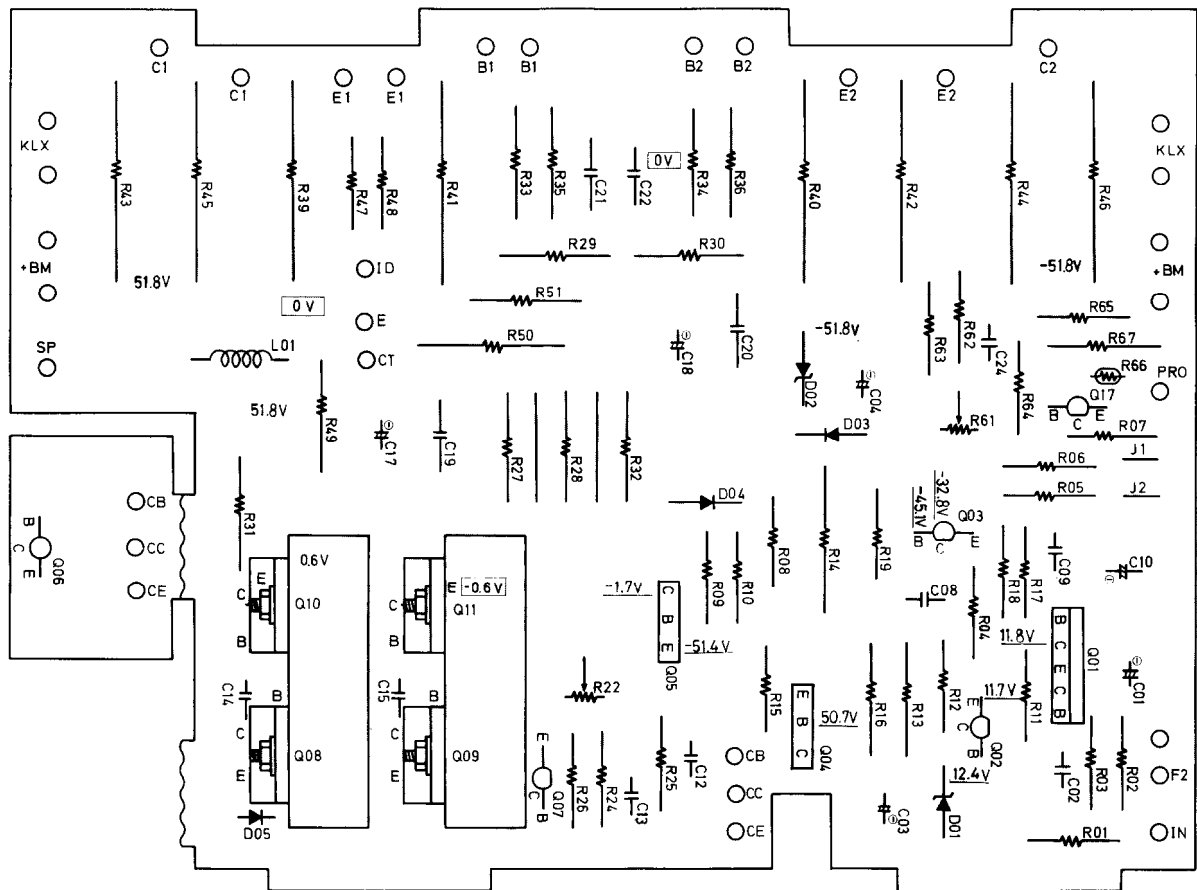 C1
C1
E1
E1
B1
B1
B2
B2
E2
E2
C2
KLX
KLX
R43
R45
R39
R47
R48
R41
R33
R35
C21
C22
0V
R34
R36
R40
R42
R44
R46
R29
R30
+BM
51.8V
ID
-51.8V
+BM
0V
R51
R65
E
R50
C18
C20
-51.8V
R63
R62
C24
R67
SP
L01
CT
D02
C04
R64
R66
PRO
Q17
B
C
E
51.8V
R49
C17
C19
R27
R28
R32
D03
R61
R07
J1
R06
R05
J2
CB
CC
CE
B
C
E
Q06
R31
D04
R08
R14
R19
-45.1V
-32.8V
Q03
B
C
E
R09
R10
R18
R17
C09
C10
0.6V
E
C
B
Q10
E
-0.6V
C
B
Q11
-1.7V
C
B
E
-51.4V
Q05
C08
R04
11.8V
B
C
E
C
B
Q01
C01
C14
B
C
E
Q08
C15
B
C
E
Q09
R22
R15
E
B
C
50.7V
Q04
R16
R13
R12
11.7V
E
C
B
Q02
R11
D05
E
C
B
Q07
R26
R24
C13
R25
C12
CB
CC
CE
C03
12.4V
D01
C02
R03
R02
F2
R01
IN